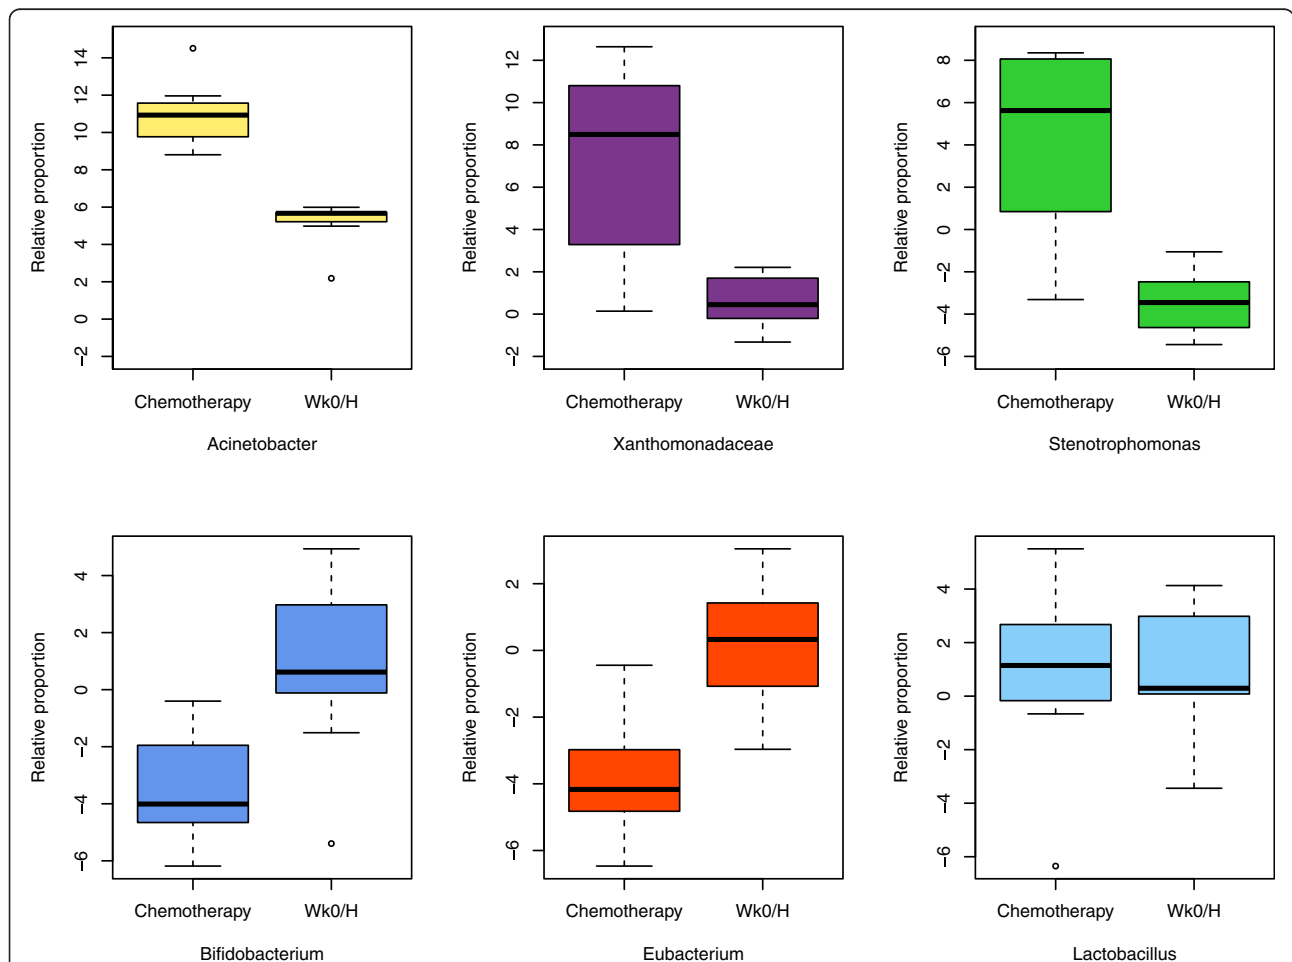 Relative proportion
14
12
10
8
6
4
2
0
−2
Chemotherapy Wk0/H
Acinetobacter
Relative proportion
12
10
8
6
4
2
0
−2
Chemotherapy Wk0/H
Xanthomonadaceae
Relative proportion
8
6
4
2
0
−2
−4
−6
Chemotherapy Wk0/H
Stenotrophomonas
Relative proportion
4
2
0
−2
−4
−6
Chemotherapy Wk0/H
Bifidobacterium
Relative proportion
2
0
−2
−4
−6
Chemotherapy Wk0/H
Eubacterium
Relative proportion
4
2
0
−2
−4
−6
Chemotherapy Wk0/H
Lactobacillus